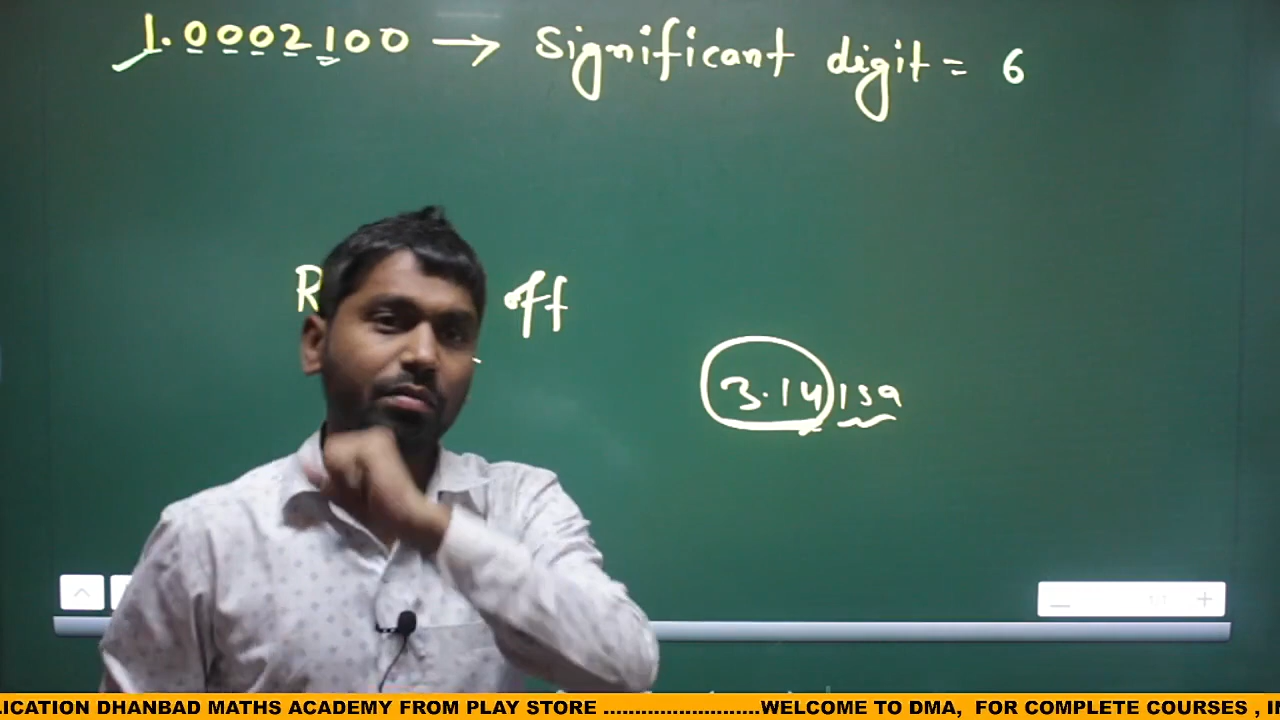 1.0002100 → Significant digit = 6
R off
3.14159
LICATION DHANBAD MATHS ACADEMY FROM PLAY STORE .........................WELCOME TO DMA, FOR COMPLETE COURSES , I